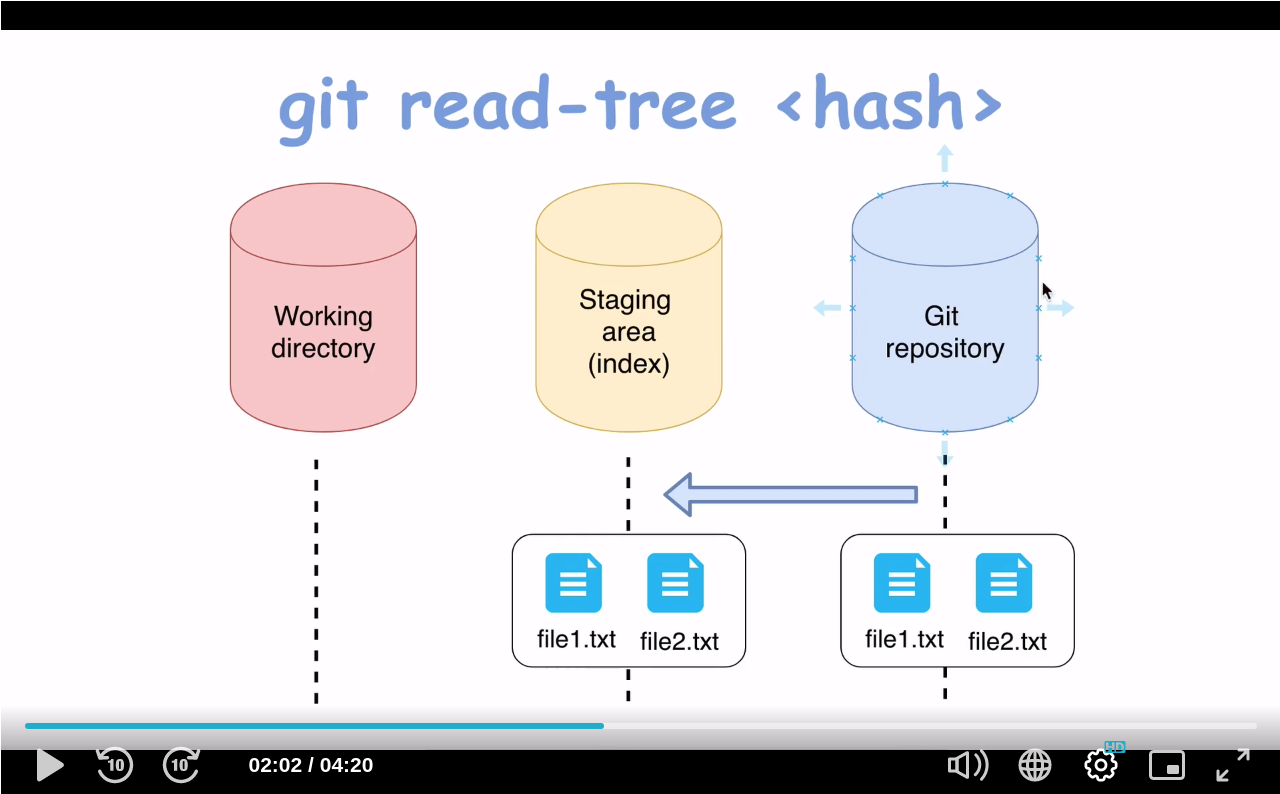 git read-tree <hash>
Working
directory
Staging
area
(index)
Git
repository
file1.txt
file2.txt
file1.txt
file2.txt
10
10
02:02 / 04:20
HD